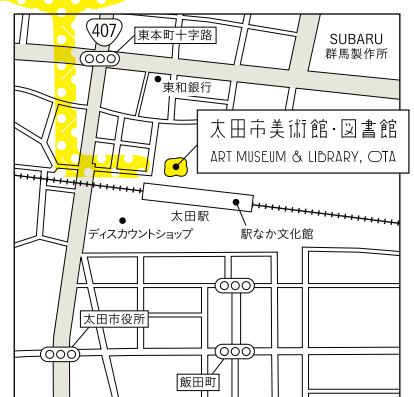 407
東本町十字路
SUBARU
群馬製作所
東和銀行
太田市美術館・図書館
ART MUSEUM & LIBRARY, OTA
太田駅
ディスカウントショップ
駅なか文化館
太田市役所
飯田町